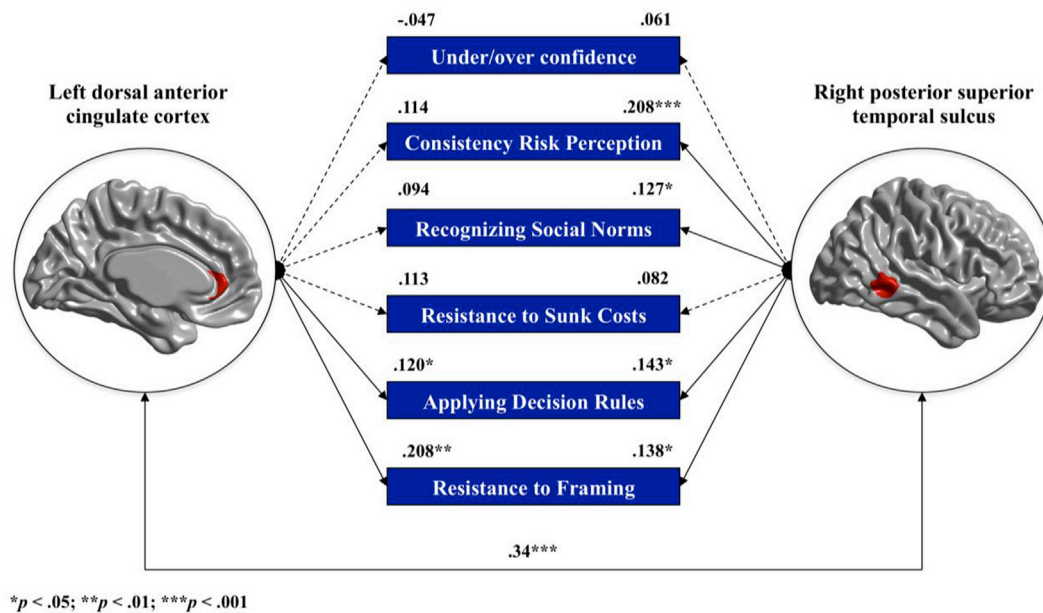 -.047 .061
Under/over confidence
Left dorsal anterior
cingulate cortex
Right posterior superior
temporal sulcus
.114 .208***
Consistency Risk Perception
.094 .127*
Recognizing Social Norms
.113 .082
Resistance to Sunk Costs
.120* .143*
Applying Decision Rules
.208** .138*
Resistance to Framing
.34***
*p < .05; **p < .01; ***p < .001